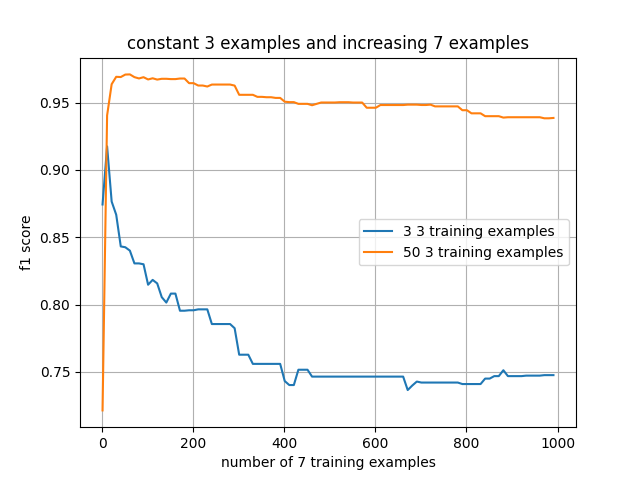 constant 3 examples and increasing 7 examples
f1 score
0.95
0.90
0.85
0.80
0.75
3 3 training examples
50 3 training examples
0 200 400 600 800 1000
number of 7 training examples